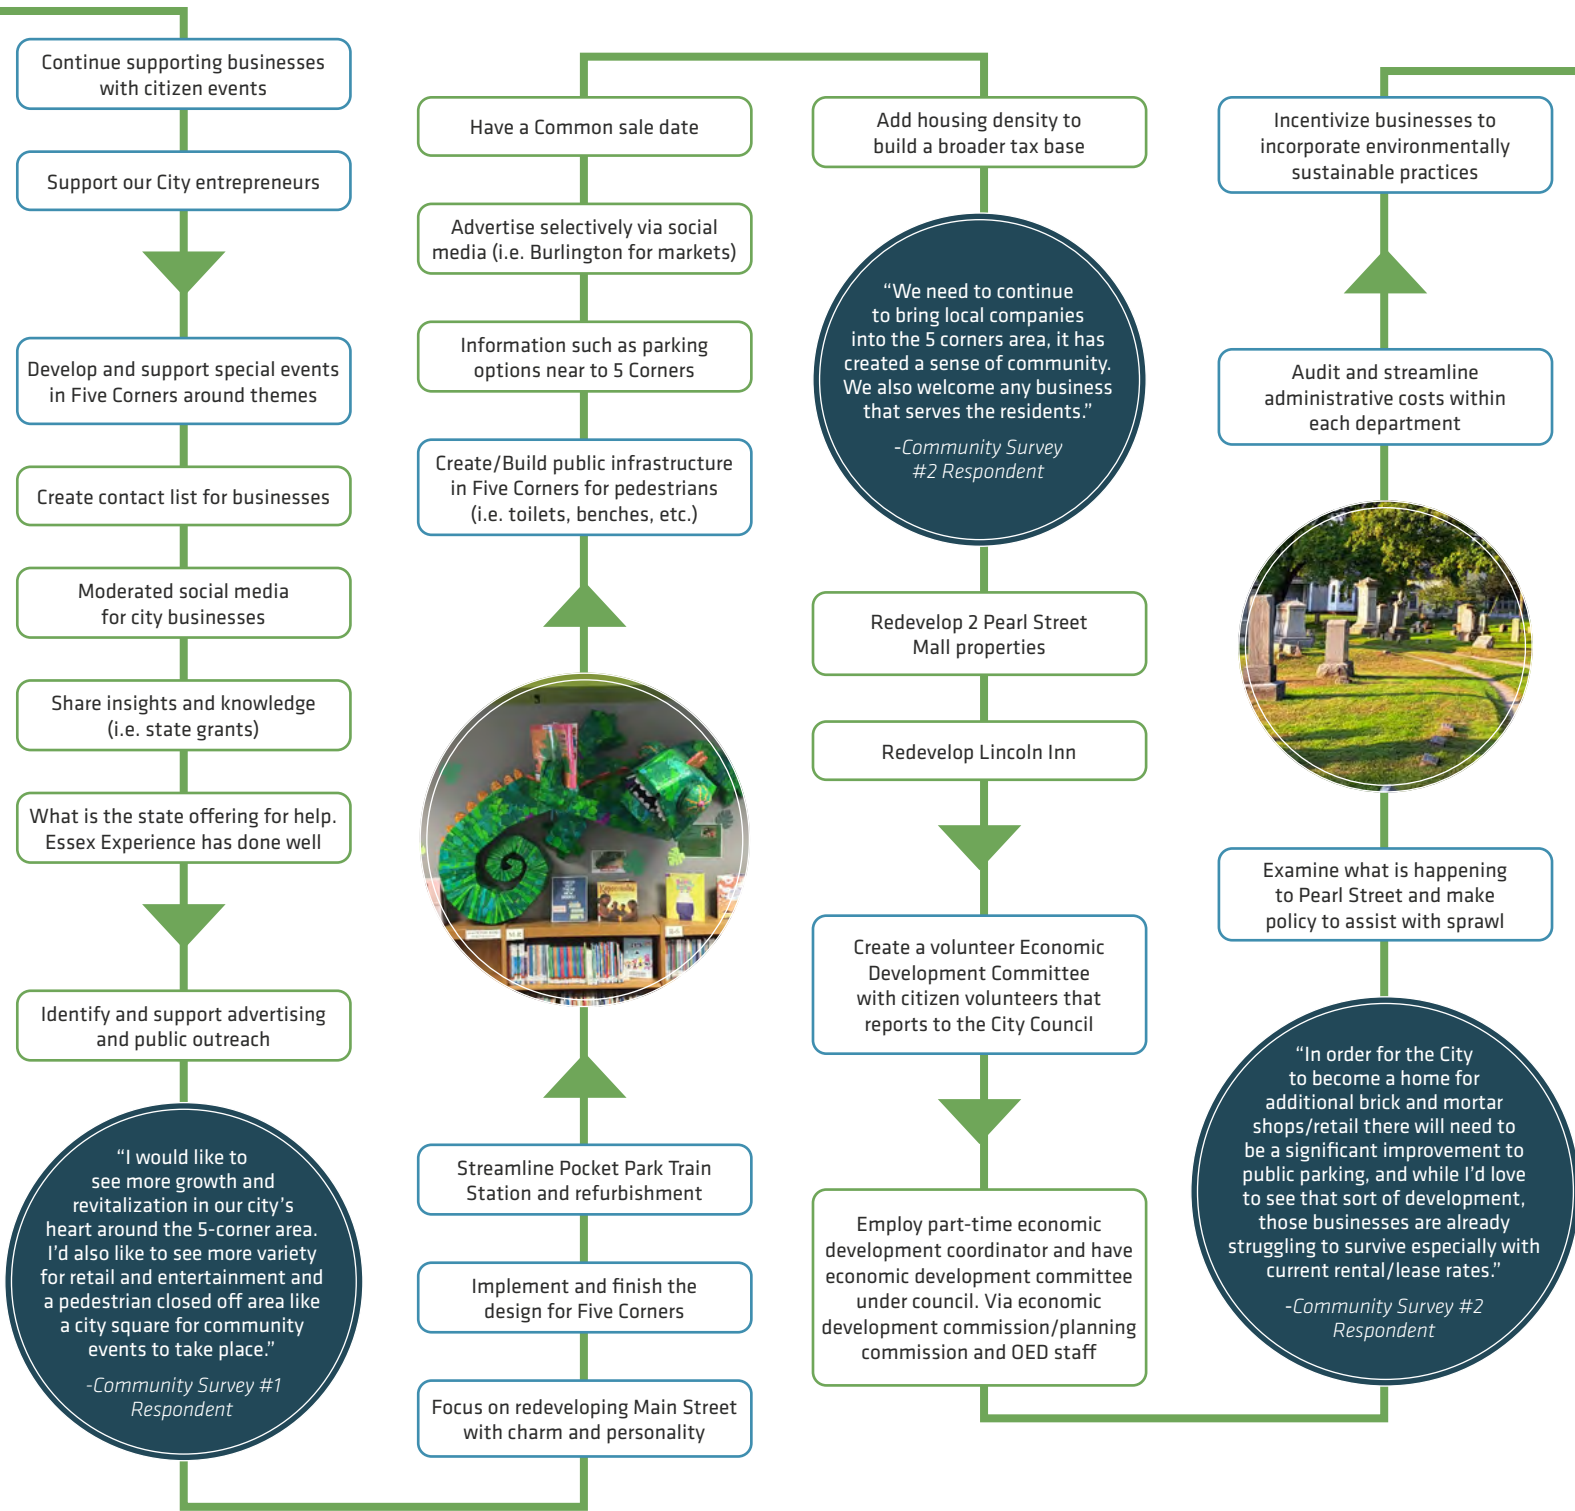 Continue supporting businesses
with citizen events
Support our City entrepreneurs
Develop and support special events
in Five Corners around themes
Create contact list for businesses
Moderated social media
for city businesses
Share insights and knowledge
(i.e. state grants)
What is the state offering for help.
Essex Experience has done well
Identify and support advertising
and public outreach
“I would like to
see more growth and
revitalization in our city’s
heart around the 5-corner area.
I’d also like to see more variety
for retail and entertainment and
a pedestrian closed off area like
a city square for community
events to take place.”
-Community Survey #1
Respondent
Have a Common sale date
Advertise selectively via social
media (i.e. Burlington for markets)
Information such as parking
options near to 5 Corners
Create/Build public infrastructure
in Five Corners for pedestrians
(i.e. toilets, benches, etc.)
Streamline Pocket Park Train
Station and refurbishment
Implement and finish the
design for Five Corners
Focus on redeveloping Main Street
with charm and personality
Add housing density to
build a broader tax base
“We need to continue
to bring local companies
into the 5 corners area, it has
created a sense of community.
We also welcome any business
that serves the residents.”
-Community Survey
#2 Respondent
Redevelop 2 Pearl Street
Mall properties
Redevelop Lincoln Inn
Create a volunteer Economic
Development Committee
with citizen volunteers that
reports to the City Council
Employ part-time economic
development coordinator and have
economic development committee
under council. Via economic
development commission/planning
commission and OED staff
Incentivize businesses to
incorporate environmentally
sustainable practices
Audit and streamline
administrative costs within
each department
Examine what is happening
to Pearl Street and make
policy to assist with sprawl
“In order for the City
to become a home for
additional brick and mortar
shops/retail there will need to
be a significant improvement to
public parking, and while I’d love
to see that sort of development,
those businesses are already
struggling to survive especially with
current rental/lease rates.”
-Community Survey #2
Respondent